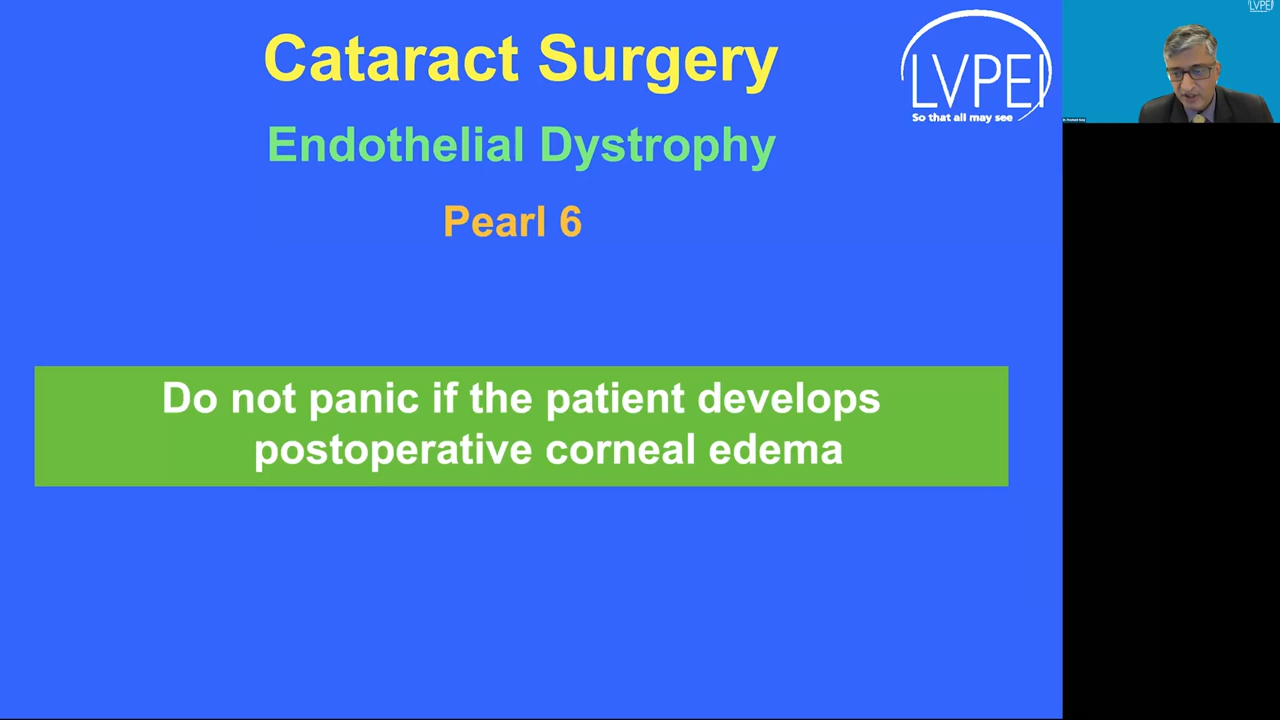 Cataract Surgery
Endothelial Dystrophy
Pearl 6
LVPEI
So that all may see
Do not panic if the patient develops
postoperative corneal edema
LVPEI